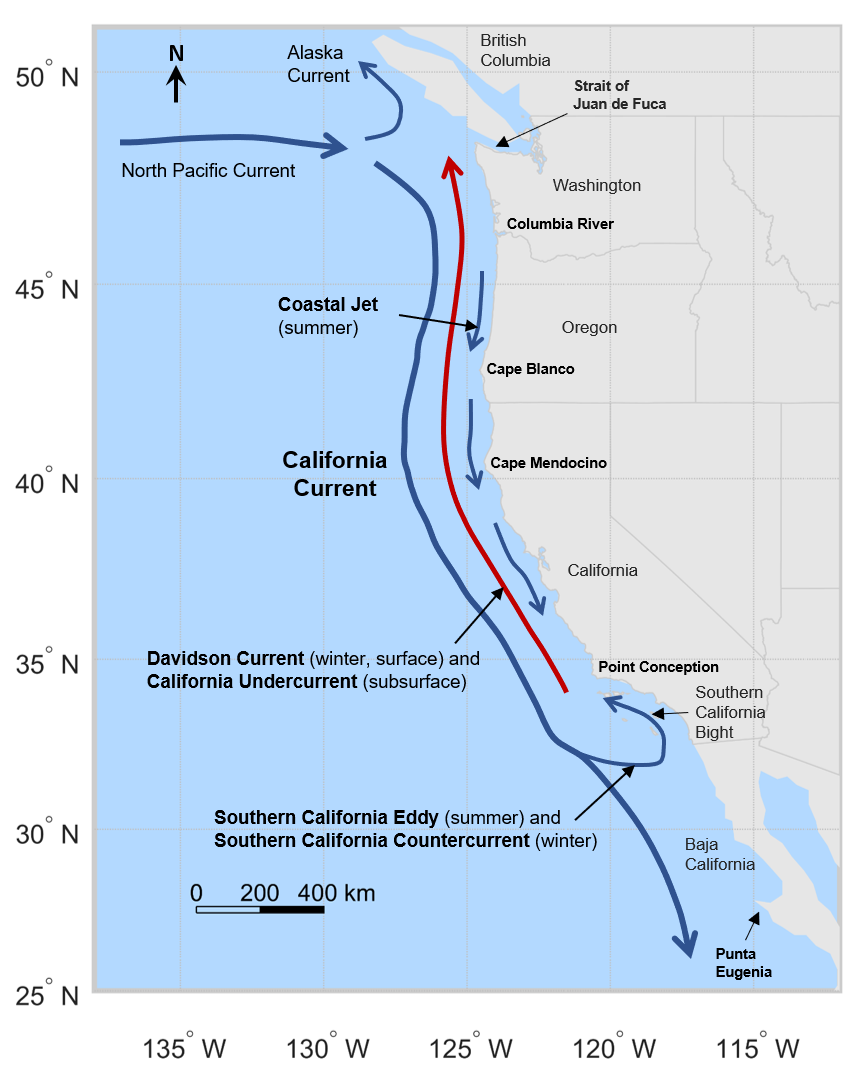 N
Alaska
Current
British
Columbia
50° N
Strait of
Juan de Fuca
North Pacific Current
Washington
Columbia River
45° N
Coastal Jet
(summer)
Oregon
Cape Blanco
California
Current
Cape Mendocino
40° N
California
Davidson Current (winter, surface) and
California Undercurrent (subsurface)
35° N
Point Conception
Southern
California
Bight
Southern California Eddy (summer) and
Southern California Countercurrent (winter)
30° N
Baja
California
0 200 400 km
Punta
Eugenia
25° N
135° W 130° W 125° W 120° W 115° W